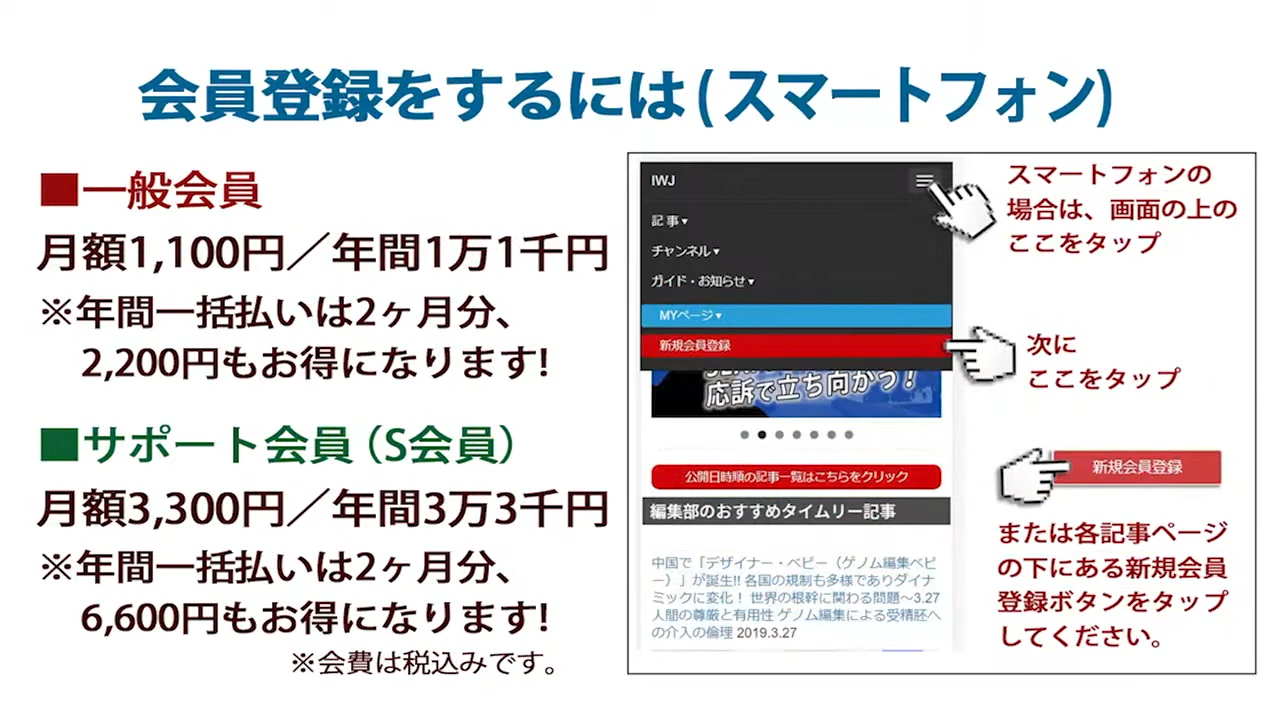 会員登録をするには(スマートフォン)
■一般会員
月額1,100円／年間1万1千円
※年間一括払いは2ヶ月分、
2,200円もお得になります!
■サポート会員（S会員）
月額3,300円／年間3万3千円
※年間一括払いは2ヶ月分、
6,600円もお得になります!
※会費は税込みです。
IWJ
記事▾
チャンネル▾
ガイド・お知らせ▾
MYページ▾
新規会員登録
応訴で立ち向かう！
公開日時順の記事一覧はこちらをクリック
編集部のおすすめタイムリー記事
中国で「デザイナー・ベビー（ゲノム編集ベビ
ー）」が誕生!! 各国の規制も多様でありダイナ
ミックに変化！ 世界の根幹に関わる問題～3.27
人間の尊厳と有用性 ゲノム編集による受精胚へ
の介入の倫理 2019.3.27
スマートフォンの
場合は、画面の上の
ここをタップ
次に
ここをタップ
新規会員登録
または各記事ページ
の下にある新規会員
登録ボタンをタップ
してください。